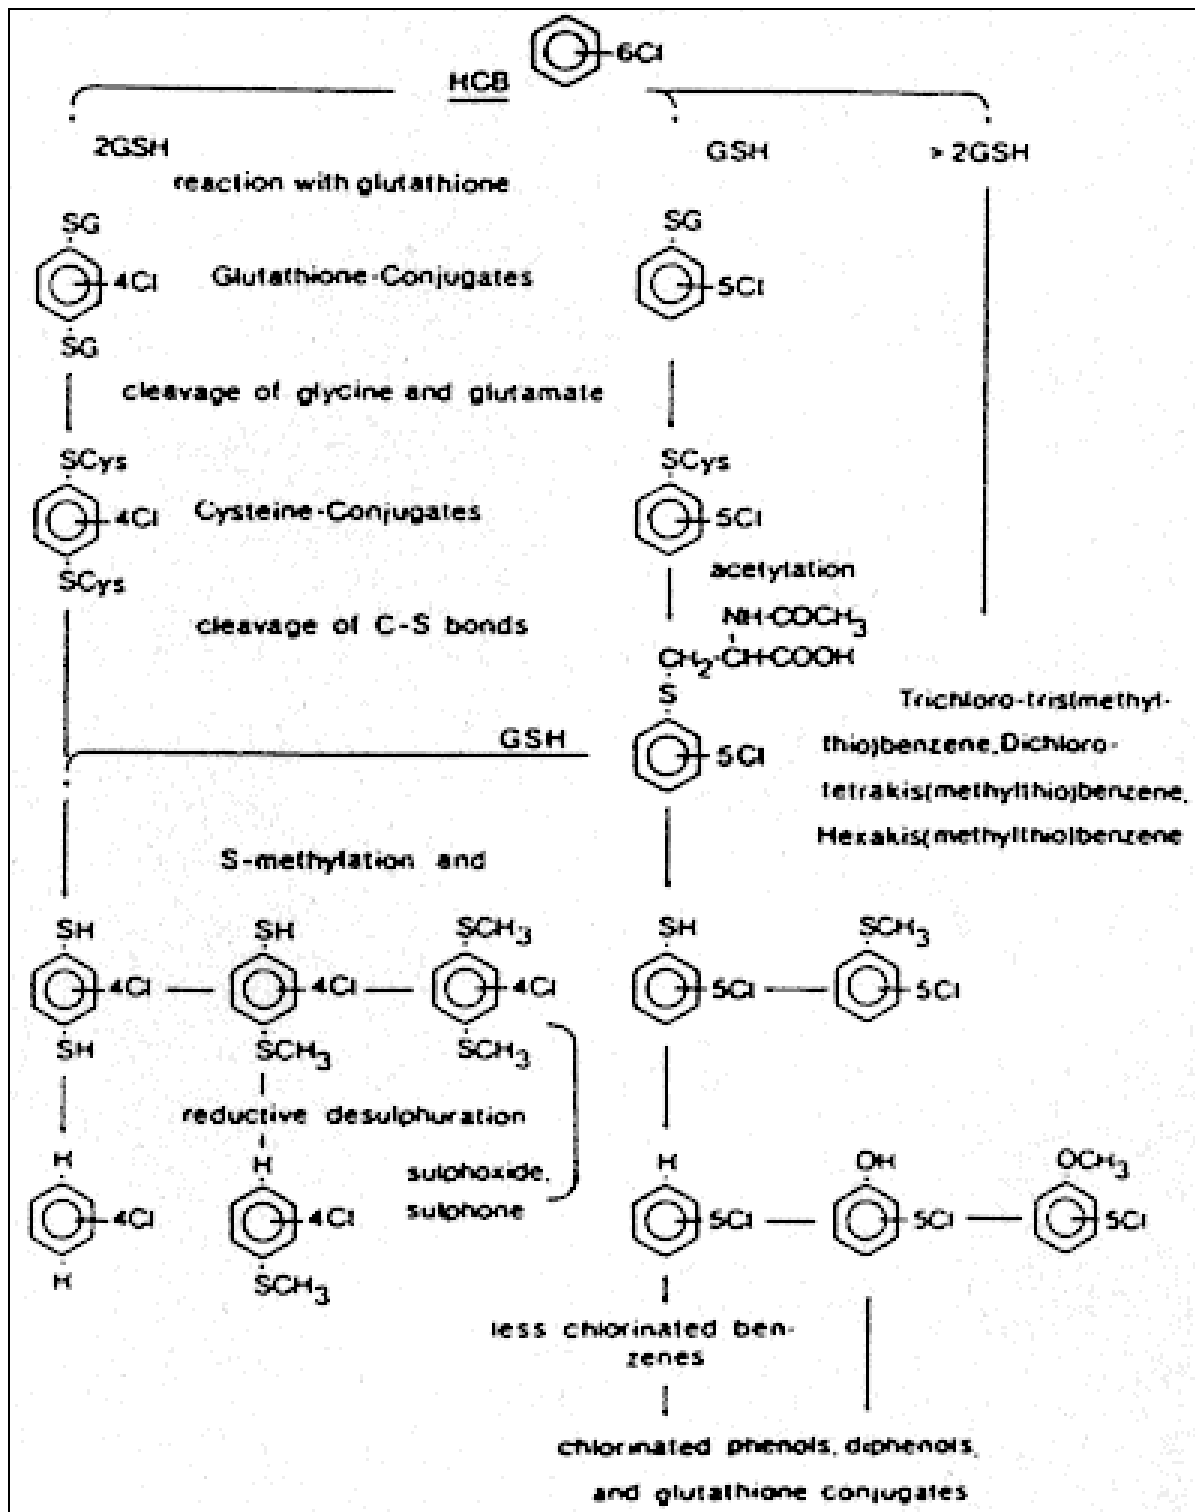 6Cl
HCB
2GSH
GSH
> 2GSH
reaction with glutathione
SG
4Cl
SG
Glutathione-Conjugates
SG
5Cl
cleavage of glycine and glutamate
SCys
4Cl
SCys
Cysteine-Conjugates
SCys
5Cl
acetylation
cleavage of C-S bonds
NH-COCH3
CH2-CH-COOH
S
5Cl
GSH
Trichloro-tris(methyl-
thio)benzene, Dichloro-
tetrakis(methylthio)benzene,
Hexakis(methylthio)benzene
S-methylation and
SH
4Cl
SH
SH
4Cl
SCH3
SCH3
4Cl
SCH3
SH
5Cl
SCH3
5Cl
reductive desulphuration
sulphoxide,
sulphone
H
4Cl
H
H
4Cl
SCH3
H
5Cl
OH
5Cl
OCH3
5Cl
less chlorinated ben-
zenes
chlorinated phenols, diphenols,
and glutathione conjugates